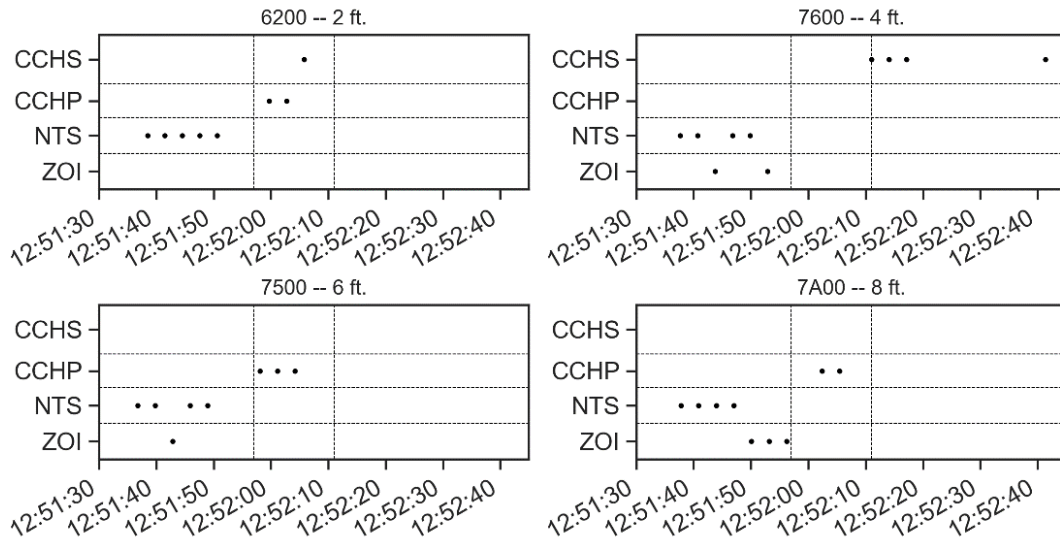 6200 -- 2 ft.
CCHS
CCHP
NTS
ZOI
12:51:30
12:51:40
12:51:50
12:52:00
12:52:10
12:52:20
12:52:30
12:52:40
7600 -- 4 ft.
CCHS
CCHP
NTS
ZOI
12:51:30
12:51:40
12:51:50
12:52:00
12:52:10
12:52:20
12:52:30
12:52:40
7500 -- 6 ft.
CCHS
CCHP
NTS
ZOI
12:51:30
12:51:40
12:51:50
12:52:00
12:52:10
12:52:20
12:52:30
12:52:40
7A00 -- 8 ft.
CCHS
CCHP
NTS
ZOI
12:51:30
12:51:40
12:51:50
12:52:00
12:52:10
12:52:20
12:52:30
12:52:40